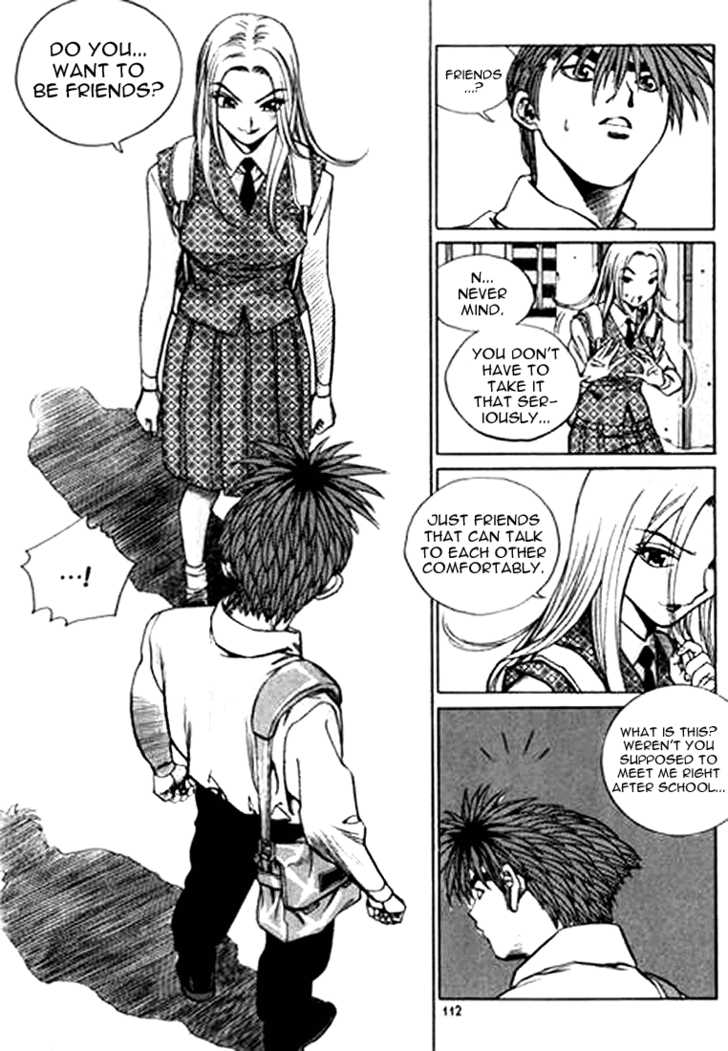 DO YOU...
WANT TO
BE FRIENDS?
...!
FRIENDS
...?
N...
NEVER
MIND.
YOU DON'T
HAVE TO
TAKE IT
THAT SER-
IOUSLY...
JUST FRIENDS
THAT CAN TALK
TO EACH OTHER
COMFORTABLY.
WHAT IS THIS?
WEREN'T YOU
SUPPOSED TO
MEET ME RIGHT
AFTER SCHOOL...
112